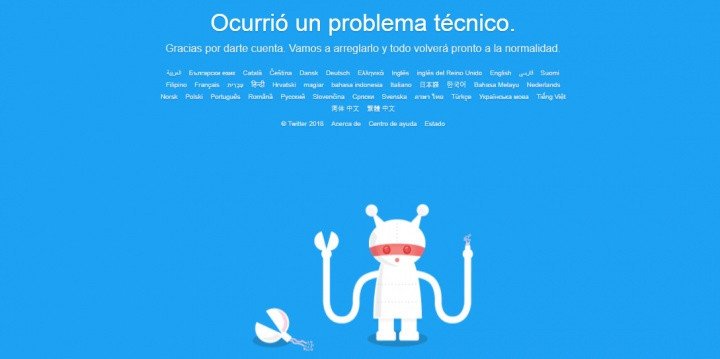 Ocurrió un problema técnico.
Gracias por darte cuenta. Vamos a arreglarlo y todo volverá pronto a la normalidad.
العربية Български език Català Čeština Dansk Deutsch Ελληνικά Inglés inglés del Reino Unido English فارسی Suomi
Filipino Français עִבְרִית हिन्दी Hrvatski magiar bahasa indonesia Italiano 日本語 한국어 Bahasa Melayu Nederlands
Norsk Polski Português Română Русский Slovenčina Српски Svenska ภาษาไทย Türkçe Українська мова Tiếng Việt
简体中文 繁體中文
© Twitter 2018 Acerca de Centro de ayuda Estado